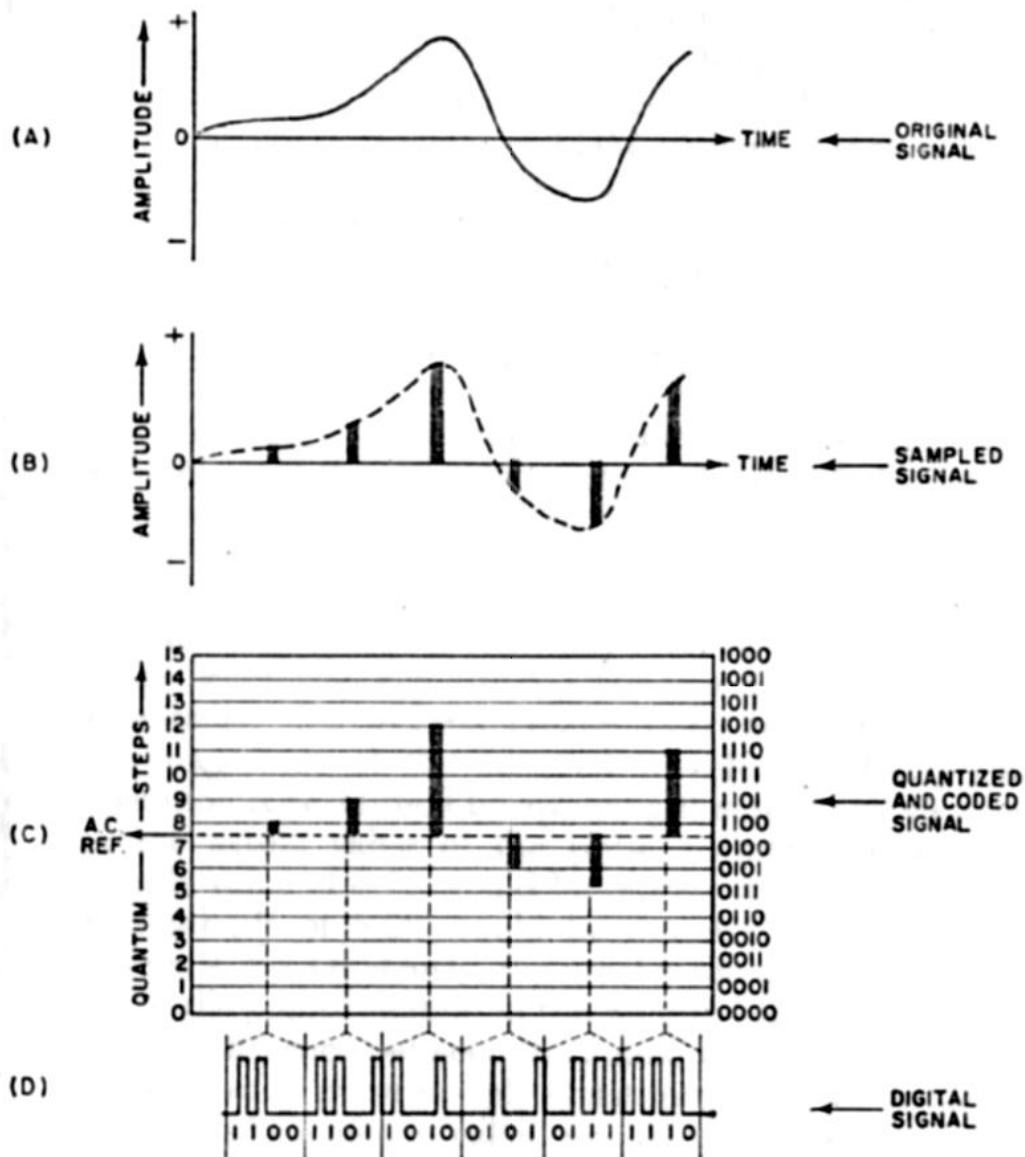 +
AMPLITUDE
0
−
TIME
(A)
ORIGINAL
SIGNAL
+
AMPLITUDE
0
−
TIME
(B)
SAMPLED
SIGNAL
15 1000
14 1001
13 1011
12 1010
11 1110
10 1111
9 1101
8 1100
7 0100
6 0101
5 0111
4 0110
3 0010
2 0011
1 0001
0 0000
QUANTUM STEPS
A.C.
REF.
(C)
QUANTIZED
AND CODED
SIGNAL
(D)
1100 1101 1010 0101 0111 1110
DIGITAL
SIGNAL